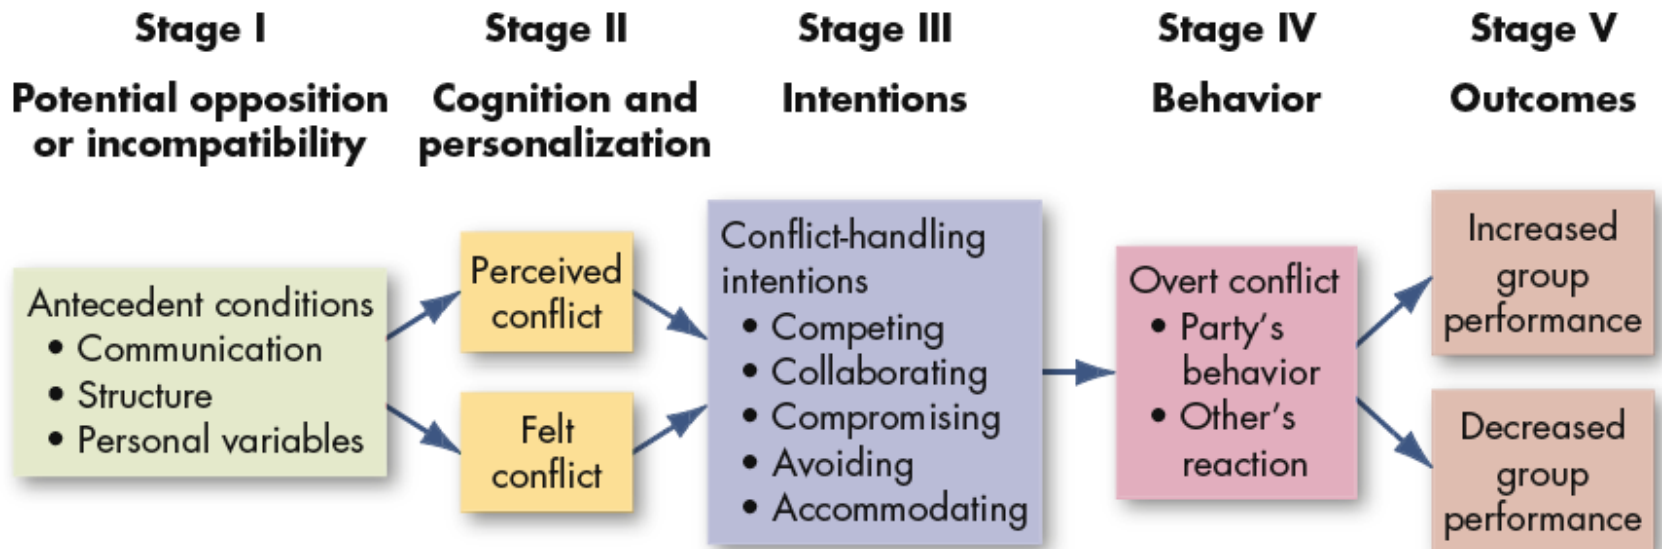 Stage I
Stage II
Stage III
Stage IV
Stage V
Potential opposition
or incompatibility
Cognition and
personalization
Intentions
Behavior
Outcomes
Antecedent conditions
• Communication
• Structure
• Personal variables
Perceived
conflict
Felt
conflict
Conflict-handling
intentions
• Competing
• Collaborating
• Compromising
• Avoiding
• Accommodating
Overt conflict
• Party's
behavior
• Other's
reaction
Increased
group
performance
Decreased
group
performance